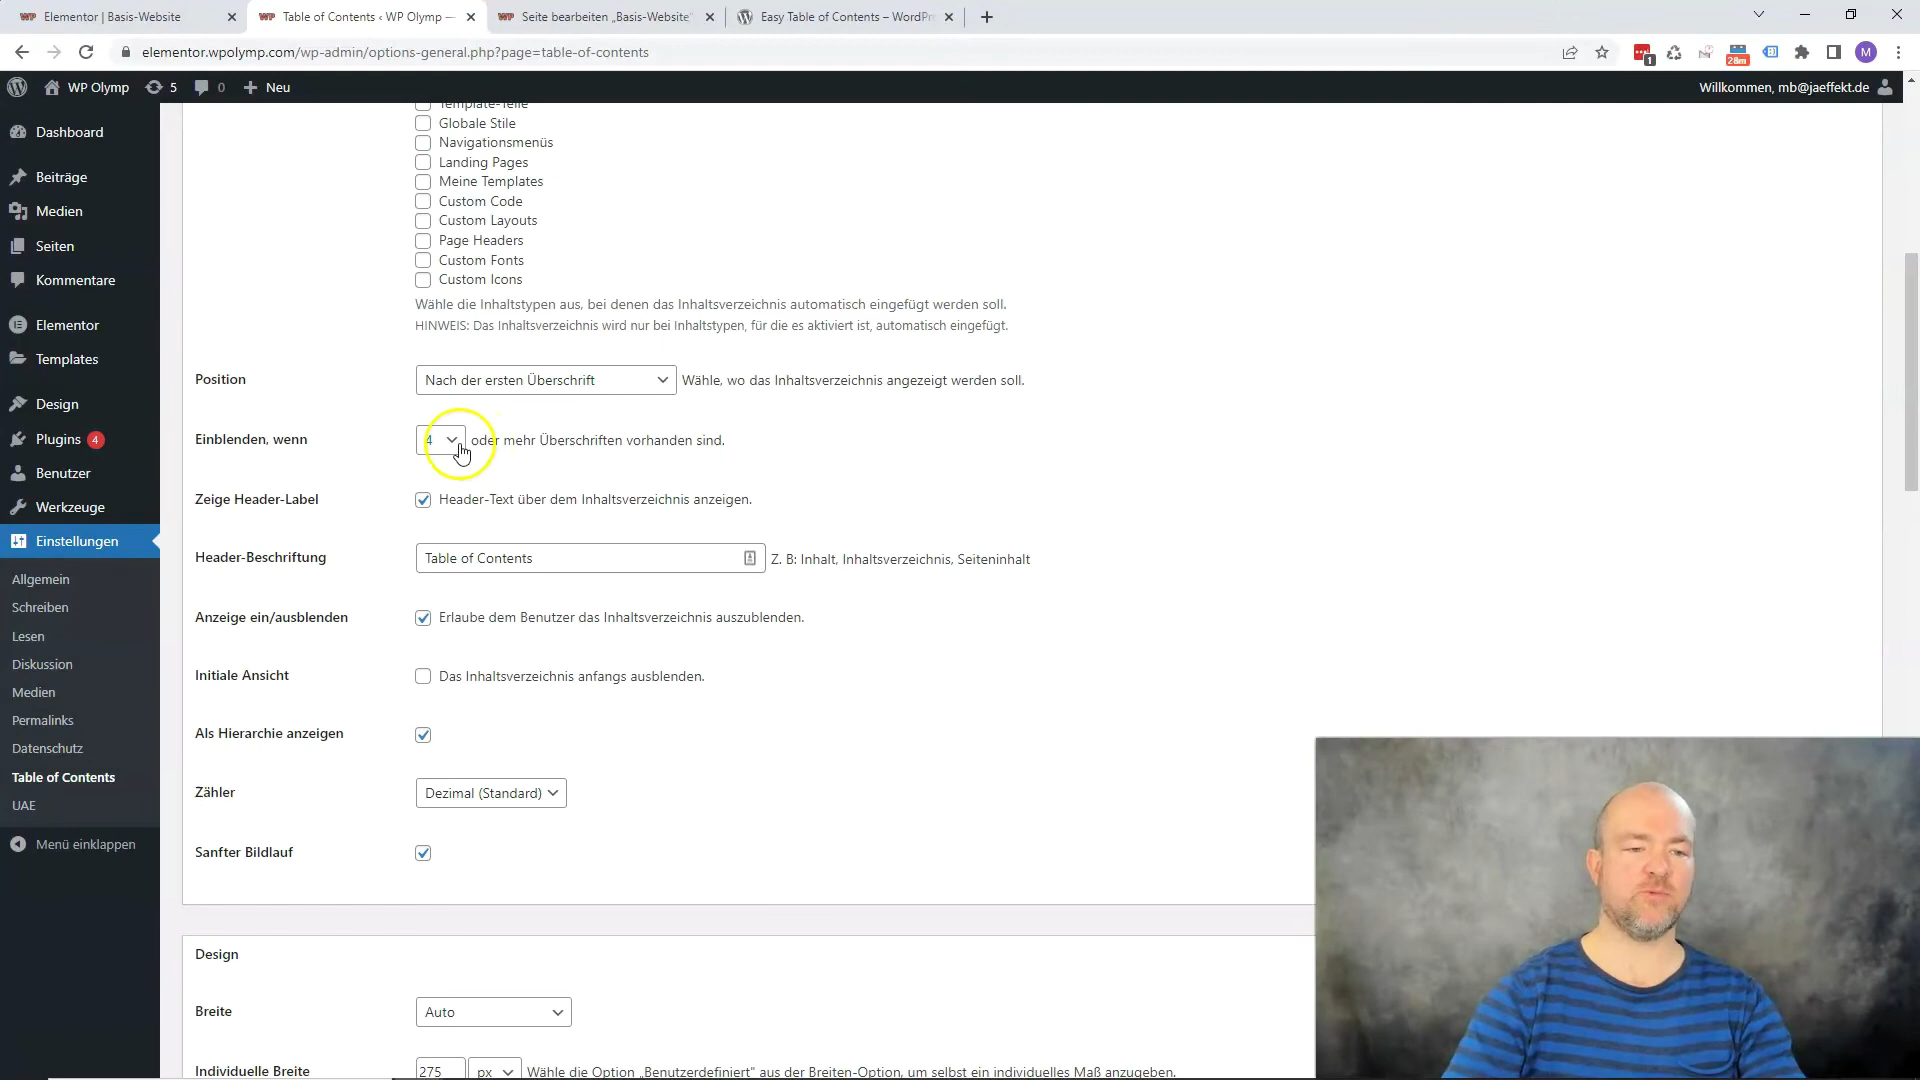 Elementor | Basis-Website
Table of Contents ‹ WP Olymp —
Seite bearbeiten „Basis-Website"
Easy Table of Contents – WordPr
elementor.wpolymp.com/wp-admin/options-general.php?page=table-of-contents
1
28m
M
WP Olymp
5
0
Neu
Willkommen, mb@jaeffekt.de
Dashboard
Beiträge
Medien
Seiten
Kommentare
Elementor
Templates
Design
Plugins 4
Benutzer
Werkzeuge
Einstellungen
Allgemein
Schreiben
Lesen
Diskussion
Medien
Permalinks
Datenschutz
Table of Contents
UAE
Menü einklappen
Template-Teile
Globale Stile
Navigationsmenüs
Landing Pages
Meine Templates
Custom Code
Custom Layouts
Page Headers
Custom Fonts
Custom Icons
Wähle die Inhaltstypen aus, bei denen das Inhaltsverzeichnis automatisch eingefügt werden soll.
HINWEIS: Das Inhaltsverzeichnis wird nur bei Inhaltstypen, für die es aktiviert ist, automatisch eingefügt.
Position Nach der ersten Überschrift Wähle, wo das Inhaltsverzeichnis angezeigt werden soll.
Einblenden, wenn 4 oder mehr Überschriften vorhanden sind.
Zeige Header-Label Header-Text über dem Inhaltsverzeichnis anzeigen.
Header-Beschriftung Table of Contents Z. B: Inhalt, Inhaltsverzeichnis, Seiteninhalt
Anzeige ein/ausblenden Erlaube dem Benutzer das Inhaltsverzeichnis auszublenden.
Initiale Ansicht Das Inhaltsverzeichnis anfangs ausblenden.
Als Hierarchie anzeigen
Zähler Dezimal (Standard)
Sanfter Bildlauf
Design
Breite Auto
Individuelle Breite 275 px Wähle die Option „Benutzerdefiniert" aus der Breiten-Option, um selbst ein individuelles Maß anzugeben.